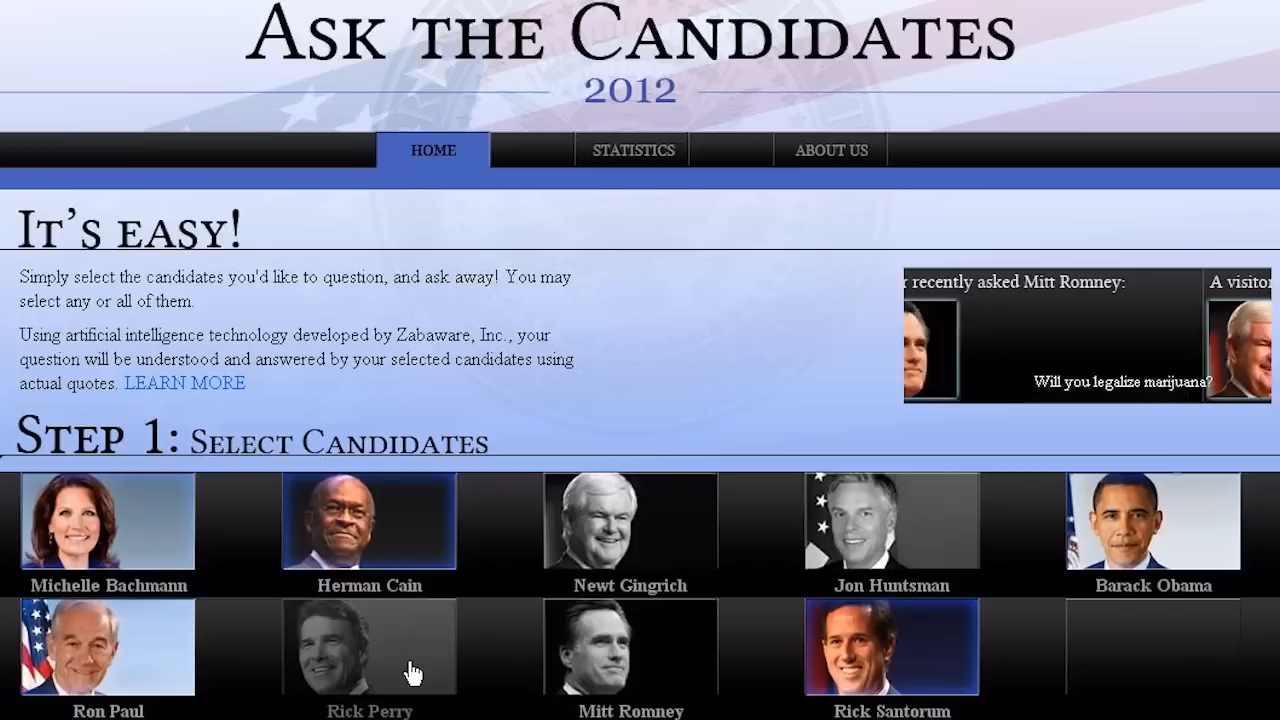 ASK THE CANDIDATES
2012
HOME
STATISTICS
ABOUT US
IT'S EASY!
Simply select the candidates you'd like to question, and ask away! You may
select any or all of them.
Using artificial intelligence technology developed by Zabaware, Inc., your
question will be understood and answered by your selected candidates using
actual quotes. LEARN MORE
r recently asked Mitt Romney:
A visitor
Will you legalize marijuana?
STEP 1: SELECT CANDIDATES
Michelle Bachmann
Herman Cain
Newt Gingrich
Jon Huntsman
Barack Obama
Ron Paul
Rick Perry
Mitt Romney
Rick Santorum